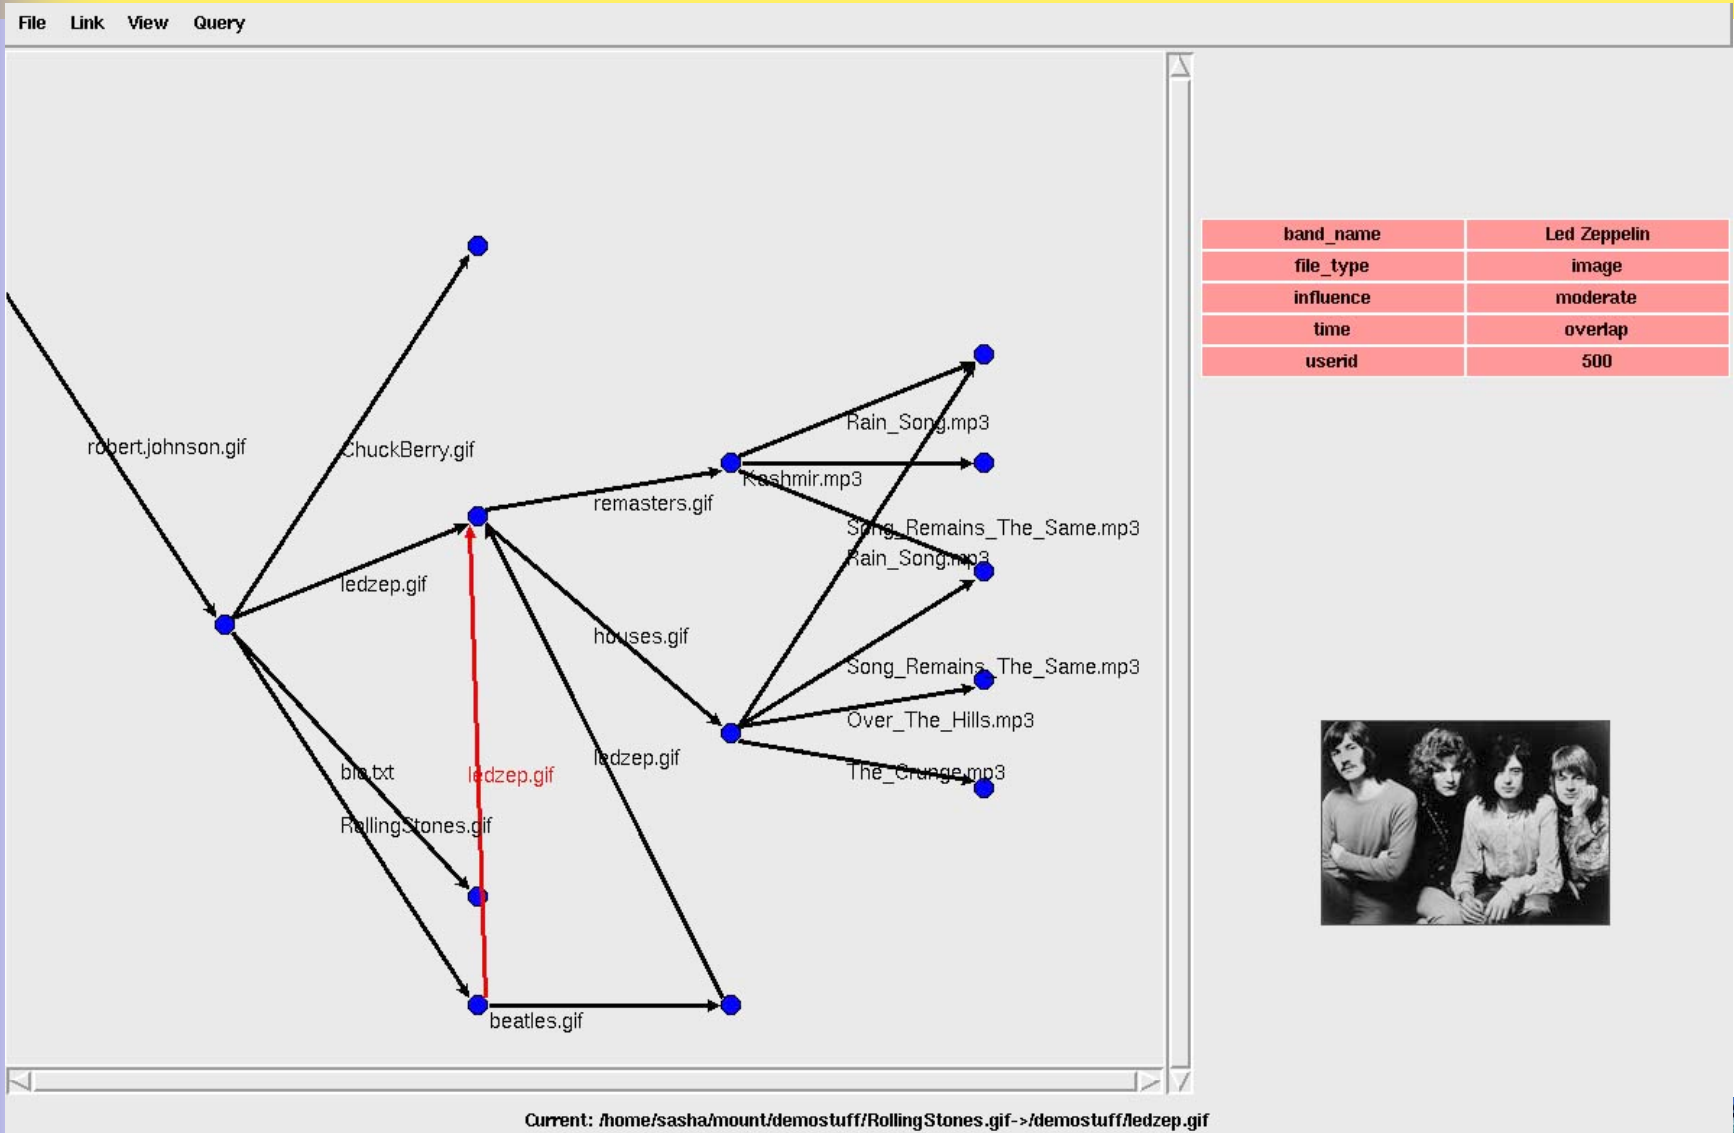 File Link View Query
robert.johnson.gif
ChuckBerry.gif
ledzep.gif
bio.txt
RollingStones.gif
remasters.gif
houses.gif
ledzep.gif
ledzep.gif
beatles.gif
Rain_Song.mp3
Kashmir.mp3
Song_Remains_The_Same.mp3
Rain_Song.mp3
Song_Remains_The_Same.mp3
Over_The_Hills.mp3
The_Crunge.mp3
band_name Led Zeppelin
file_type image
influence moderate
time overlap
userid 500
Current: /home/sasha/mount/demostuff/RollingStones.gif->/demostuff/ledzep.gif